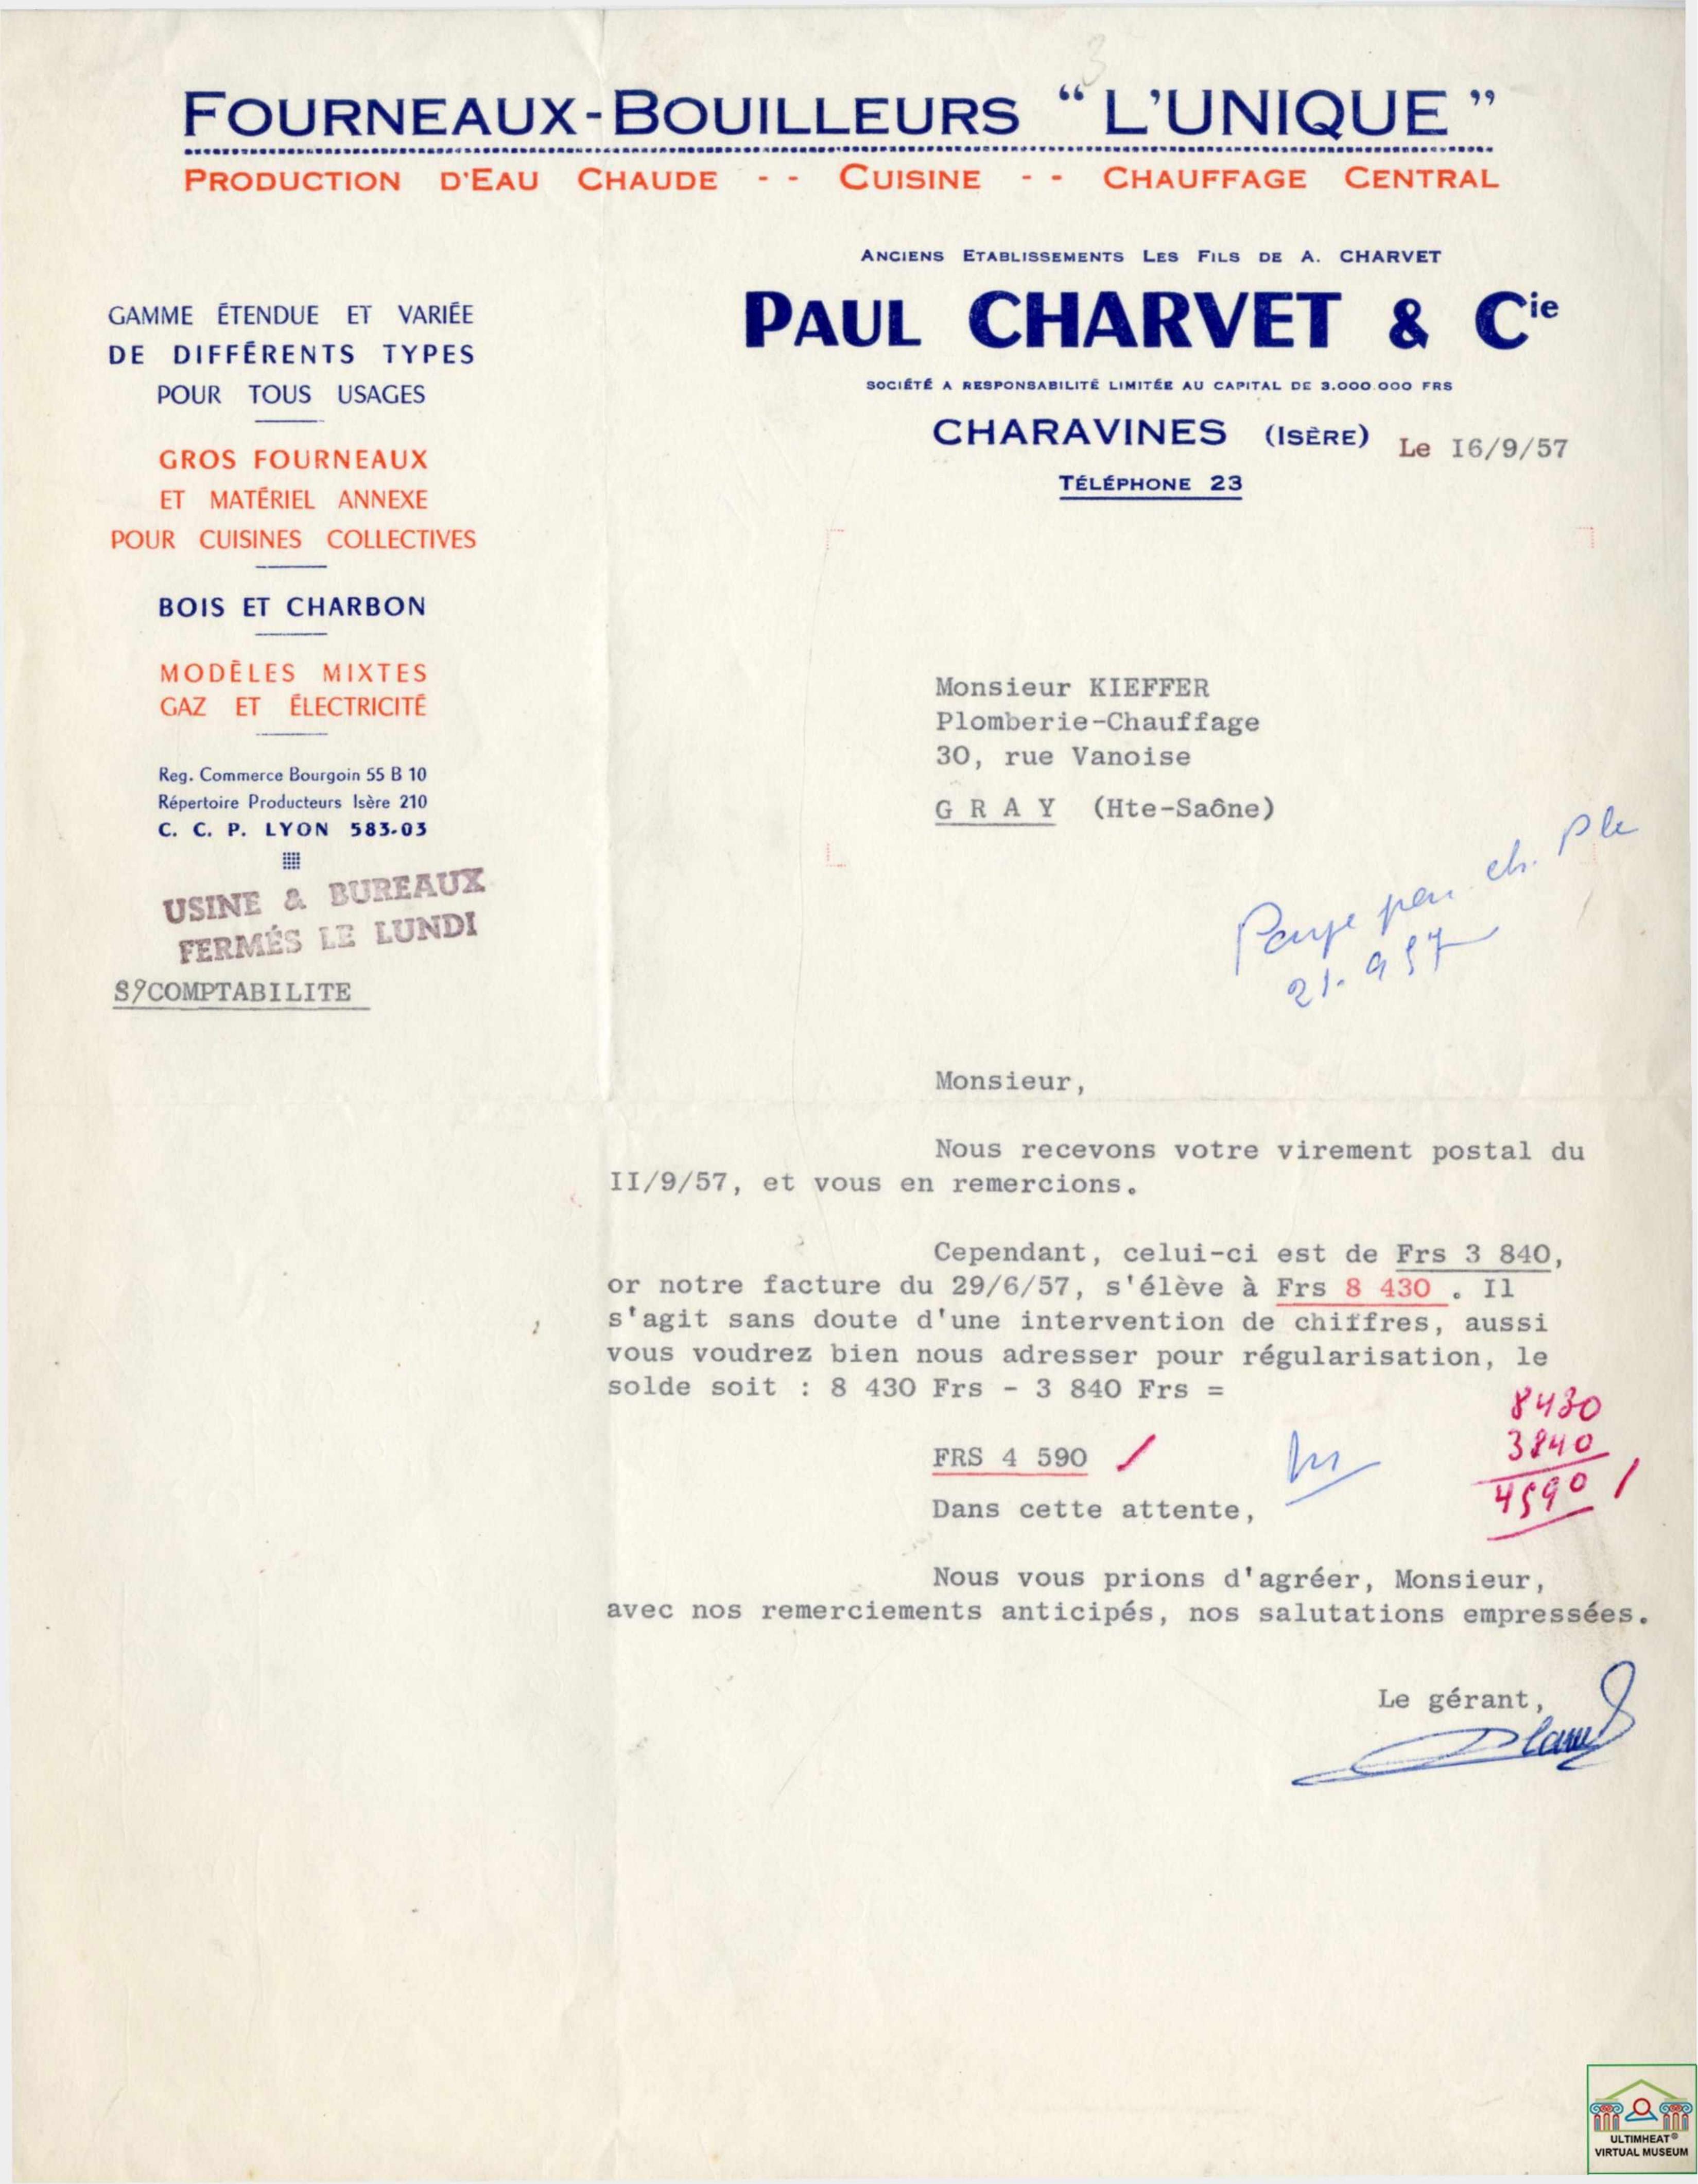 FOURNEAUX-BOUILLEURS “L'UNIQUE”
PRODUCTION D'EAU CHAUDE - - CUISINE - - CHAUFFAGE CENTRAL
ANCIENS ETABLISSEMENTS LES FILS DE A. CHARVET
PAUL CHARVET & Cie
SOCIÉTÉ A RESPONSABILITÉ LIMITÉE AU CAPITAL DE 3.000.000 FRS
CHARAVINES (ISÈRE) Le I6/9/57
TÉLÉPHONE 23
GAMME ÉTENDUE ET VARIÉE
DE DIFFÉRENTS TYPES
POUR TOUS USAGES
GROS FOURNEAUX
ET MATÉRIEL ANNEXE
POUR CUISINES COLLECTIVES
BOIS ET CHARBON
MODÈLES MIXTES
GAZ ET ÉLECTRICITÉ
Reg. Commerce Bourgoin 55 B 10
Répertoire Producteurs Isère 210
C. C. P. LYON 583-03
USINE & BUREAUX
FERMÉS LE LUNDI
S/COMPTABILITE
Monsieur KIEFFER
Plomberie-Chauffage
30, rue Vanoise
G R A Y (Hte-Saône)
par ch.
21.9 57
Monsieur,
Nous recevons votre virement postal du
II/9/57, et vous en remercions.
Cependant, celui-ci est de Frs 3 840,
or notre facture du 29/6/57, s'élève à Frs 8 430 . Il
s'agit sans doute d'une intervention de chiffres, aussi
vous voudrez bien nous adresser pour régularisation, le
solde soit : 8 430 Frs - 3 840 Frs =
8430
3840
4590
FRS 4 590
Dans cette attente,
Nous vous prions d'agréer, Monsieur,
avec nos remerciements anticipés, nos salutations empressées.
Le gérant,
ULTIMHEAT®
VIRTUAL MUSEUM